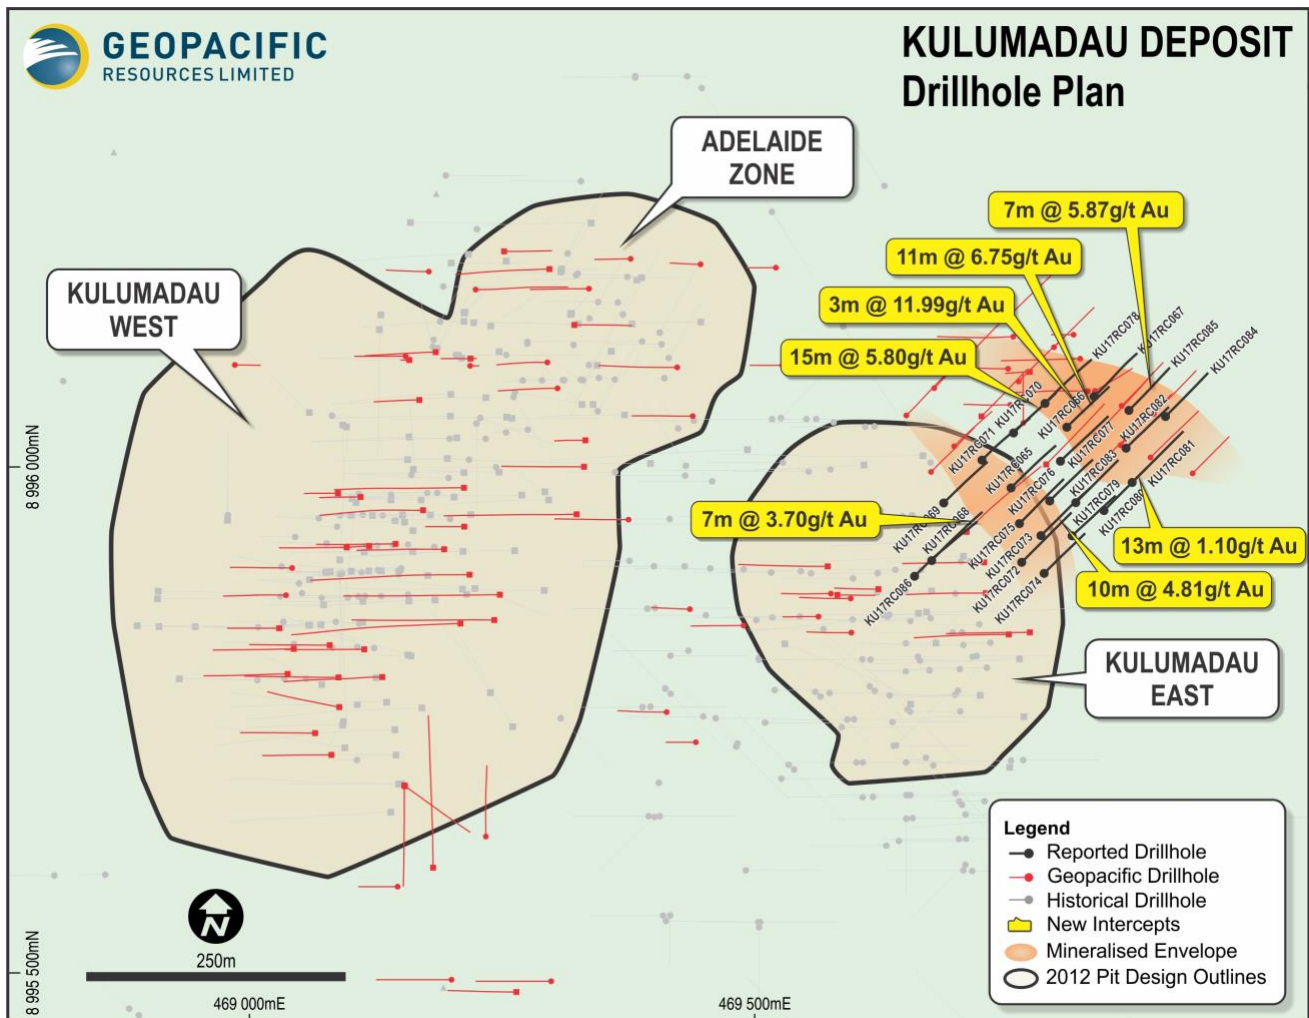 GEOPACIFIC
RESOURCES LIMITED
KULUMADAU DEPOSIT
Drillhole Plan
ADELAIDE
ZONE
KULUMADAU
WEST
7m @ 5.87g/t Au
11m @ 6.75g/t Au
3m @ 11.99g/t Au
15m @ 5.80g/t Au
7m @ 3.70g/t Au
13m @ 1.10g/t Au
10m @ 4.81g/t Au
KU17RC078
KU17RC067
KU17RC085
KU17RC084
KU17RC070
KU17RC066
KU17RC082
KU17RC071
KU17RC077
KU17RC065
KU17RC083
KU17RC081
KU17RC076
KU17RC079
KU17RC080
KU17RC069
KU17RC068
KU17RC075
KU17RC073
KU17RC072
KU17RC086
KU17RC074
KULUMADAU
EAST
8 996 000mN
8 995 500mN
N
250m
469 000mE
469 500mE
Legend
Reported Drillhole
Geopacific Drillhole
Historical Drillhole
New Intercepts
Mineralised Envelope
2012 Pit Design Outlines